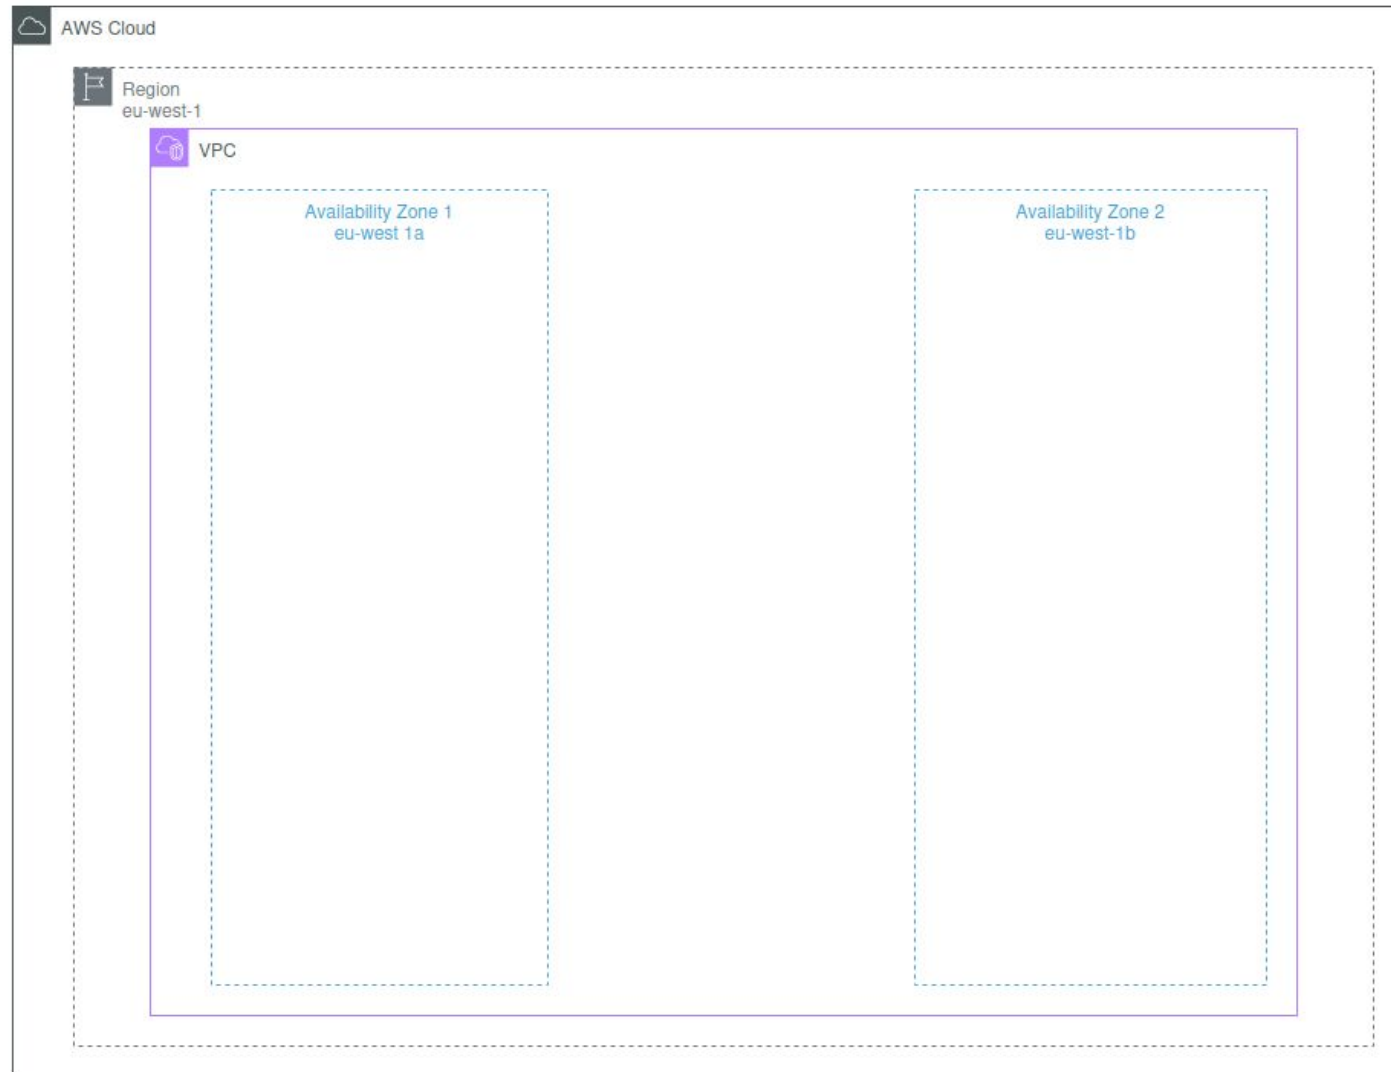 AWS Cloud
Region
eu-west-1
VPC
Availability Zone 1
eu-west 1a
Availability Zone 2
eu-west-1b